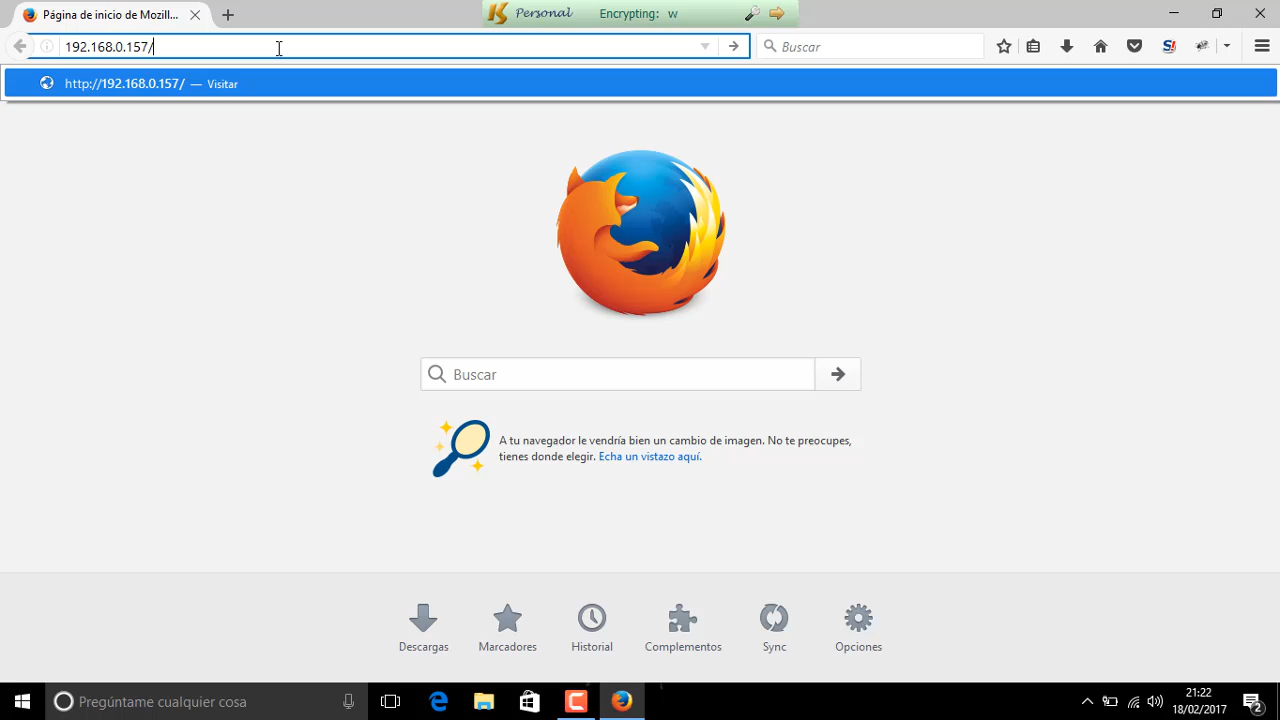 Página de inicio de Mozill...
K Personal
Encrypting: w
192.168.0.157/
Buscar
S!
http://192.168.0.157/ — Visitar
Buscar
A tu navegador le vendría bien un cambio de imagen. No te preocupes,
tienes donde elegir. Echa un vistazo aquí.
Descargas
Marcadores
Historial
Complementos
Sync
Opciones
Pregúntame cualquier cosa
21:22
18/02/2017
2